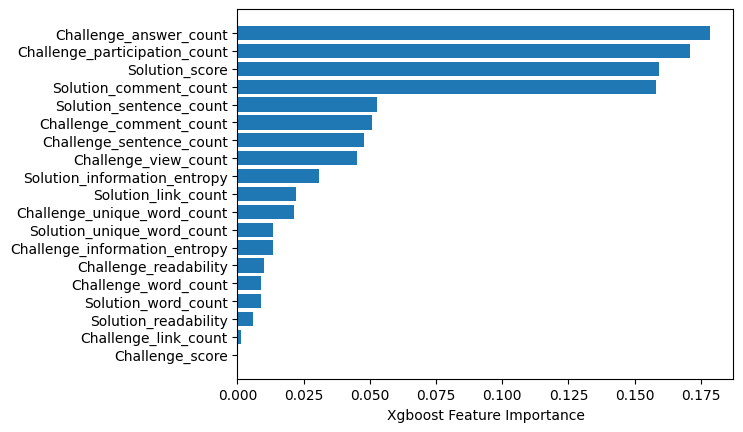 Challenge_answer_count
Challenge_participation_count
Solution_score
Solution_comment_count
Solution_sentence_count
Challenge_comment_count
Challenge_sentence_count
Challenge_view_count
Solution_information_entropy
Solution_link_count
Challenge_unique_word_count
Solution_unique_word_count
Challenge_information_entropy
Challenge_readability
Challenge_word_count
Solution_word_count
Solution_readability
Challenge_link_count
Challenge_score
0.000 0.025 0.050 0.075 0.100 0.125 0.150 0.175
Xgboost Feature Importance